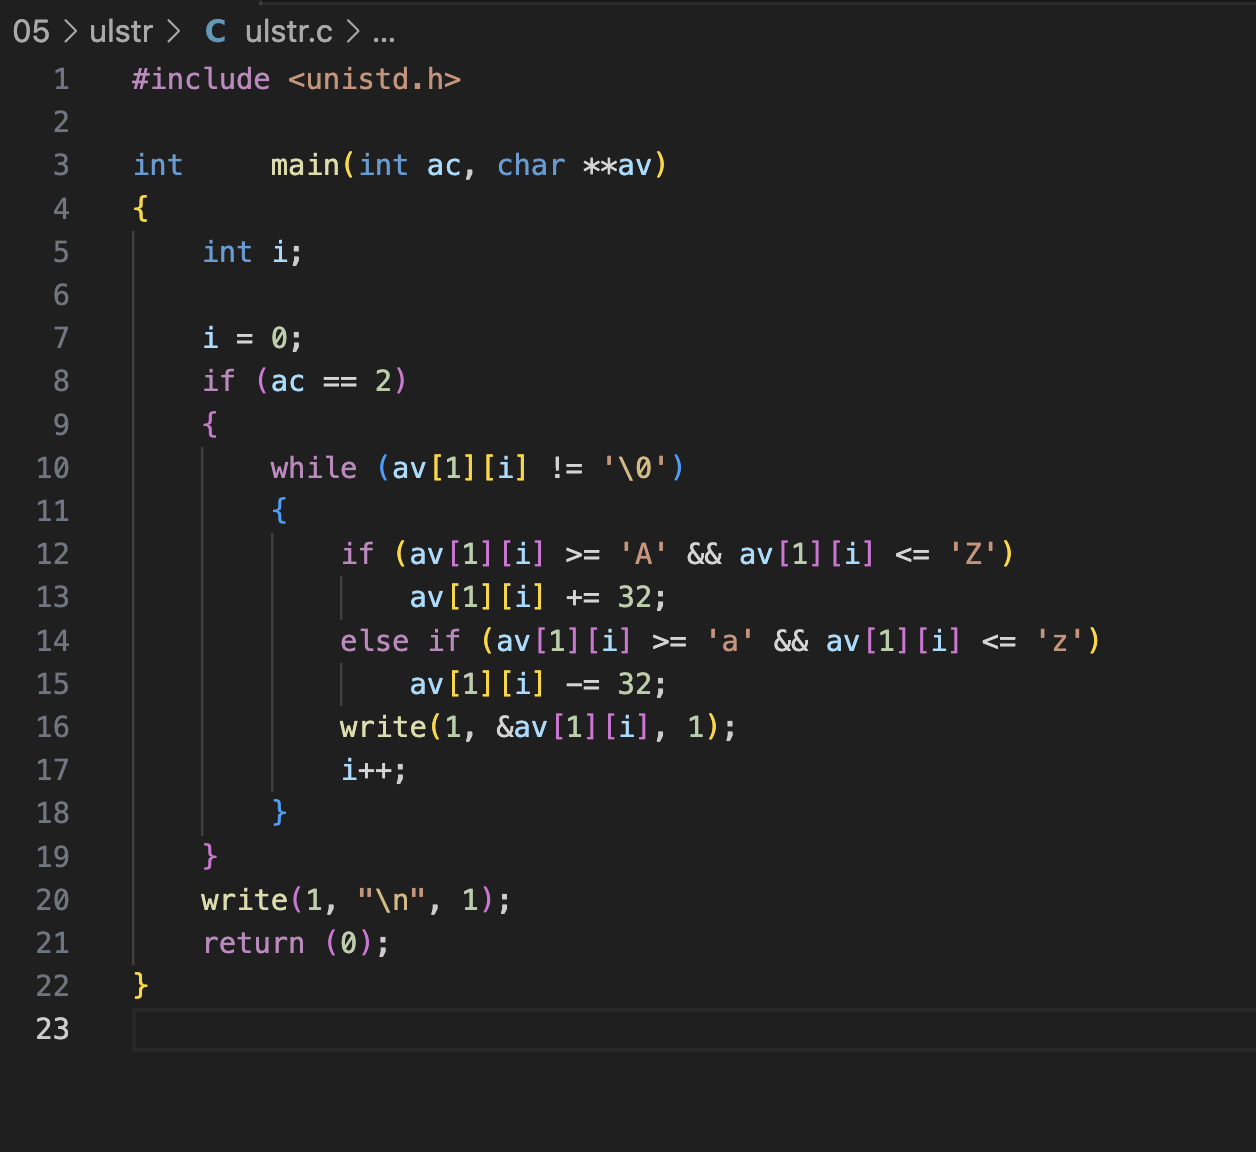 05 > ulstr > C ulstr.c > ...
1 #include <unistd.h>
2
3 int     main(int ac, char **av)
4 {
5     int i;
6
7     i = 0;
8     if (ac == 2)
9     {
10         while (av[1][i] != '\0')
11         {
12             if (av[1][i] >= 'A' && av[1][i] <= 'Z')
13                 av[1][i] += 32;
14             else if (av[1][i] >= 'a' && av[1][i] <= 'z')
15                 av[1][i] -= 32;
16             write(1, &av[1][i], 1);
17             i++;
18         }
19     }
20     write(1, "\n", 1);
21     return (0);
22 }
23